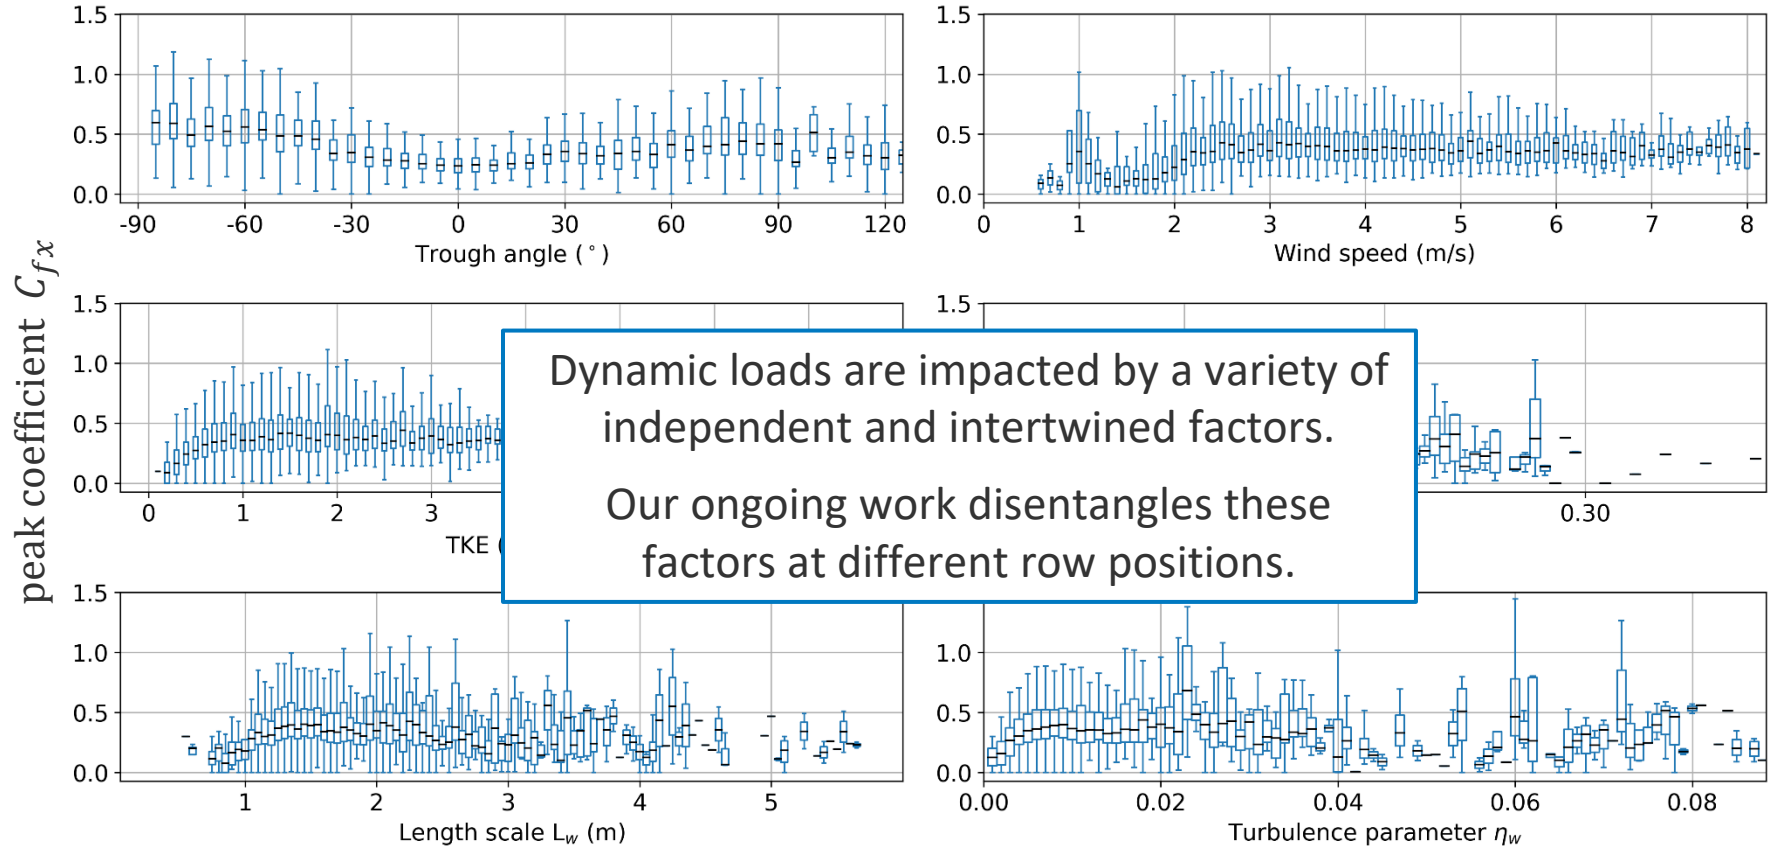 1.5
1.0
0.5
0.0
-90 -60 -30 0 30 60 90 120
Trough angle (°)
1.5
1.0
0.5
0.0
0 1 2 3 4 5 6 7 8
Wind speed (m/s)
peak coefficient C_{fx}
1.5
1.0
0.5
0.0
0 1 2 3
TKE (
1.5
0.30
Dynamic loads are impacted by a variety of
independent and intertwined factors.
Our ongoing work disentangles these
factors at different row positions.
1.5
1.0
0.5
0.0
1 2 3 4 5
Length scale L_w (m)
1.0
0.5
0.0
0.00 0.02 0.04 0.06 0.08
Turbulence parameter η_w